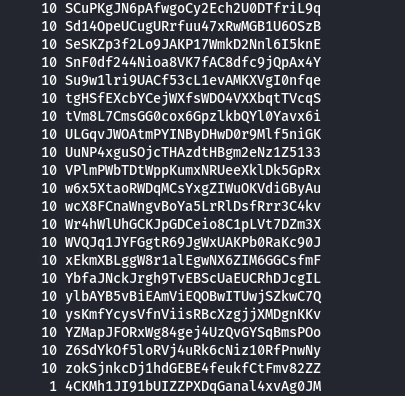 10 SCuPKgJN6pAfwgoCy2Ech2U0DTfriL9q
10 Sd14OpeUCugURrfuu47xRwMGB1U6OSzB
10 SeSKZp3f2Lo9JAKP17WmkD2Nnl6I5knE
10 SnF0df244Nioa8VK7fAC8dfc9jQpAx4Y
10 Su9w1lri9UACf53cL1evAMKXVgI0nfqe
10 tgHSfEXcbYCejWXfsWDO4VXXbqtTVcqS
10 tVm8L7CmsGG0cox6GpzlkbQYl0Yavx6i
10 ULGqvJWOAtmPYINByDHwD0r9Mlf5niGK
10 UuNP4xguSOjcTHAzdtHBgm2eNz1Z5133
10 VPlmPWbTDtWppKumxNRUeeXklDk5GpRx
10 w6x5XtaoRWDqMCsYxgZIWuOKVdiGByAu
10 wcX8FCnaWngvBoYa5LrRlDsfRrr3C4kv
10 Wr4hWlUhGCKJpGDCeio8C1pLVt7DZm3X
10 WVQJq1JYFGgtR69JgWxUAKPb0RaKc90J
10 xEkmXBLggW8r1alEgwNX6ZIM6GGCsfmF
10 YbfaJNckJrgh9TvEBScUaEUCRhDJcgIL
10 ylbAYB5vBiEAmViEQOBwITUwjSZkwC7Q
10 ysKmfYcysVfnViisRBcXzgjjXMDgnKKv
10 YZMapJFORxWg84gej4UzQvGYSqBmsPOo
10 Z6SdYkOf5loRVj4uRk6cNiz10RfPnwNy
10 zokSjnkcDj1hdGEBE4feukfCtFmv82ZZ
1 4CKMh1JI91bUIZZPXDqGanal4xvAg0JM